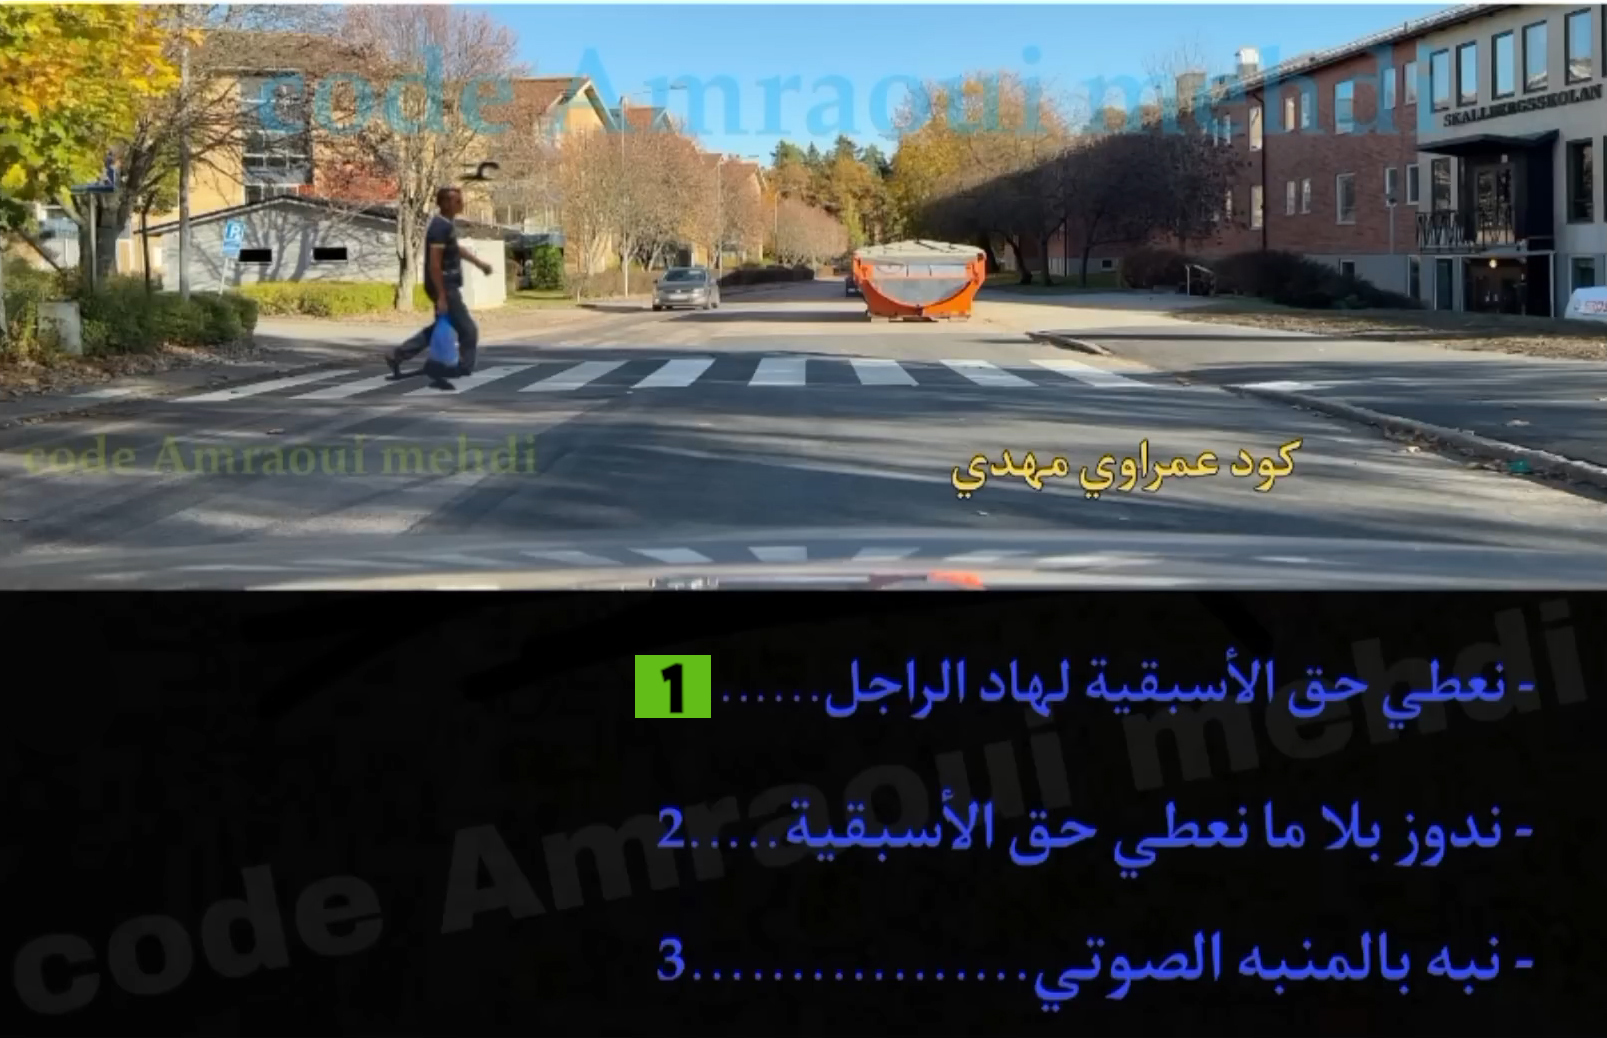 code Amraoui mehdi
SKALLBERGSSKOLAN
P
code Amraoui mehdi
كود عمراوي مهدي
- نعطي حق الأسبقية لهاد الراجل...... 1
- ندوز بلا ما نعطي حق الأسبقية.....2
- نبه بالمنبه الصوتي.................3
code Amraoui mehdi